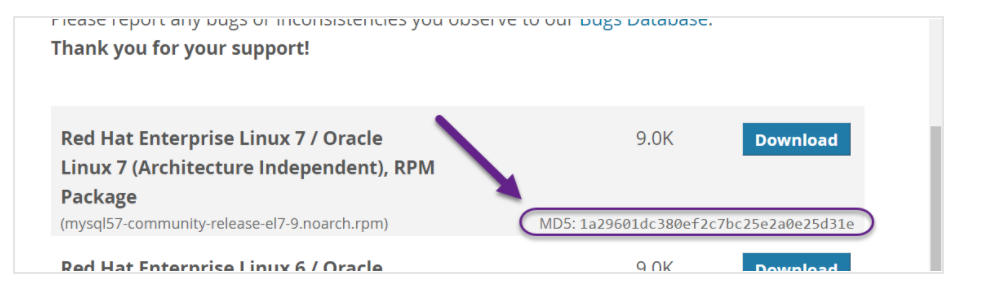 Please report any bugs or inconsistencies you observe to our Bugs Database.
Thank you for your support!
Red Hat Enterprise Linux 7 / Oracle
Linux 7 (Architecture Independent), RPM
Package
9.0K
Download
(mysql57-community-release-el7-9.noarch.rpm)
MD5: 1a29601dc380ef2c7bc25e2a0e25d31e
Red Hat Enterprise Linux 6 / Oracle
9.0K
Download